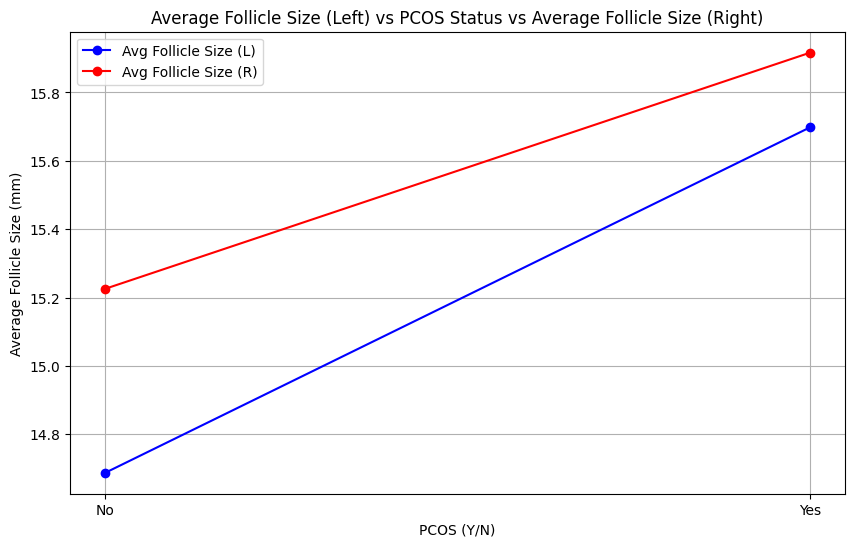 Average Follicle Size (Left) vs PCOS Status vs Average Follicle Size (Right)
Avg Follicle Size (L)
Avg Follicle Size (R)
Average Follicle Size (mm)
15.8
15.6
15.4
15.2
15.0
14.8
No
Yes
PCOS (Y/N)